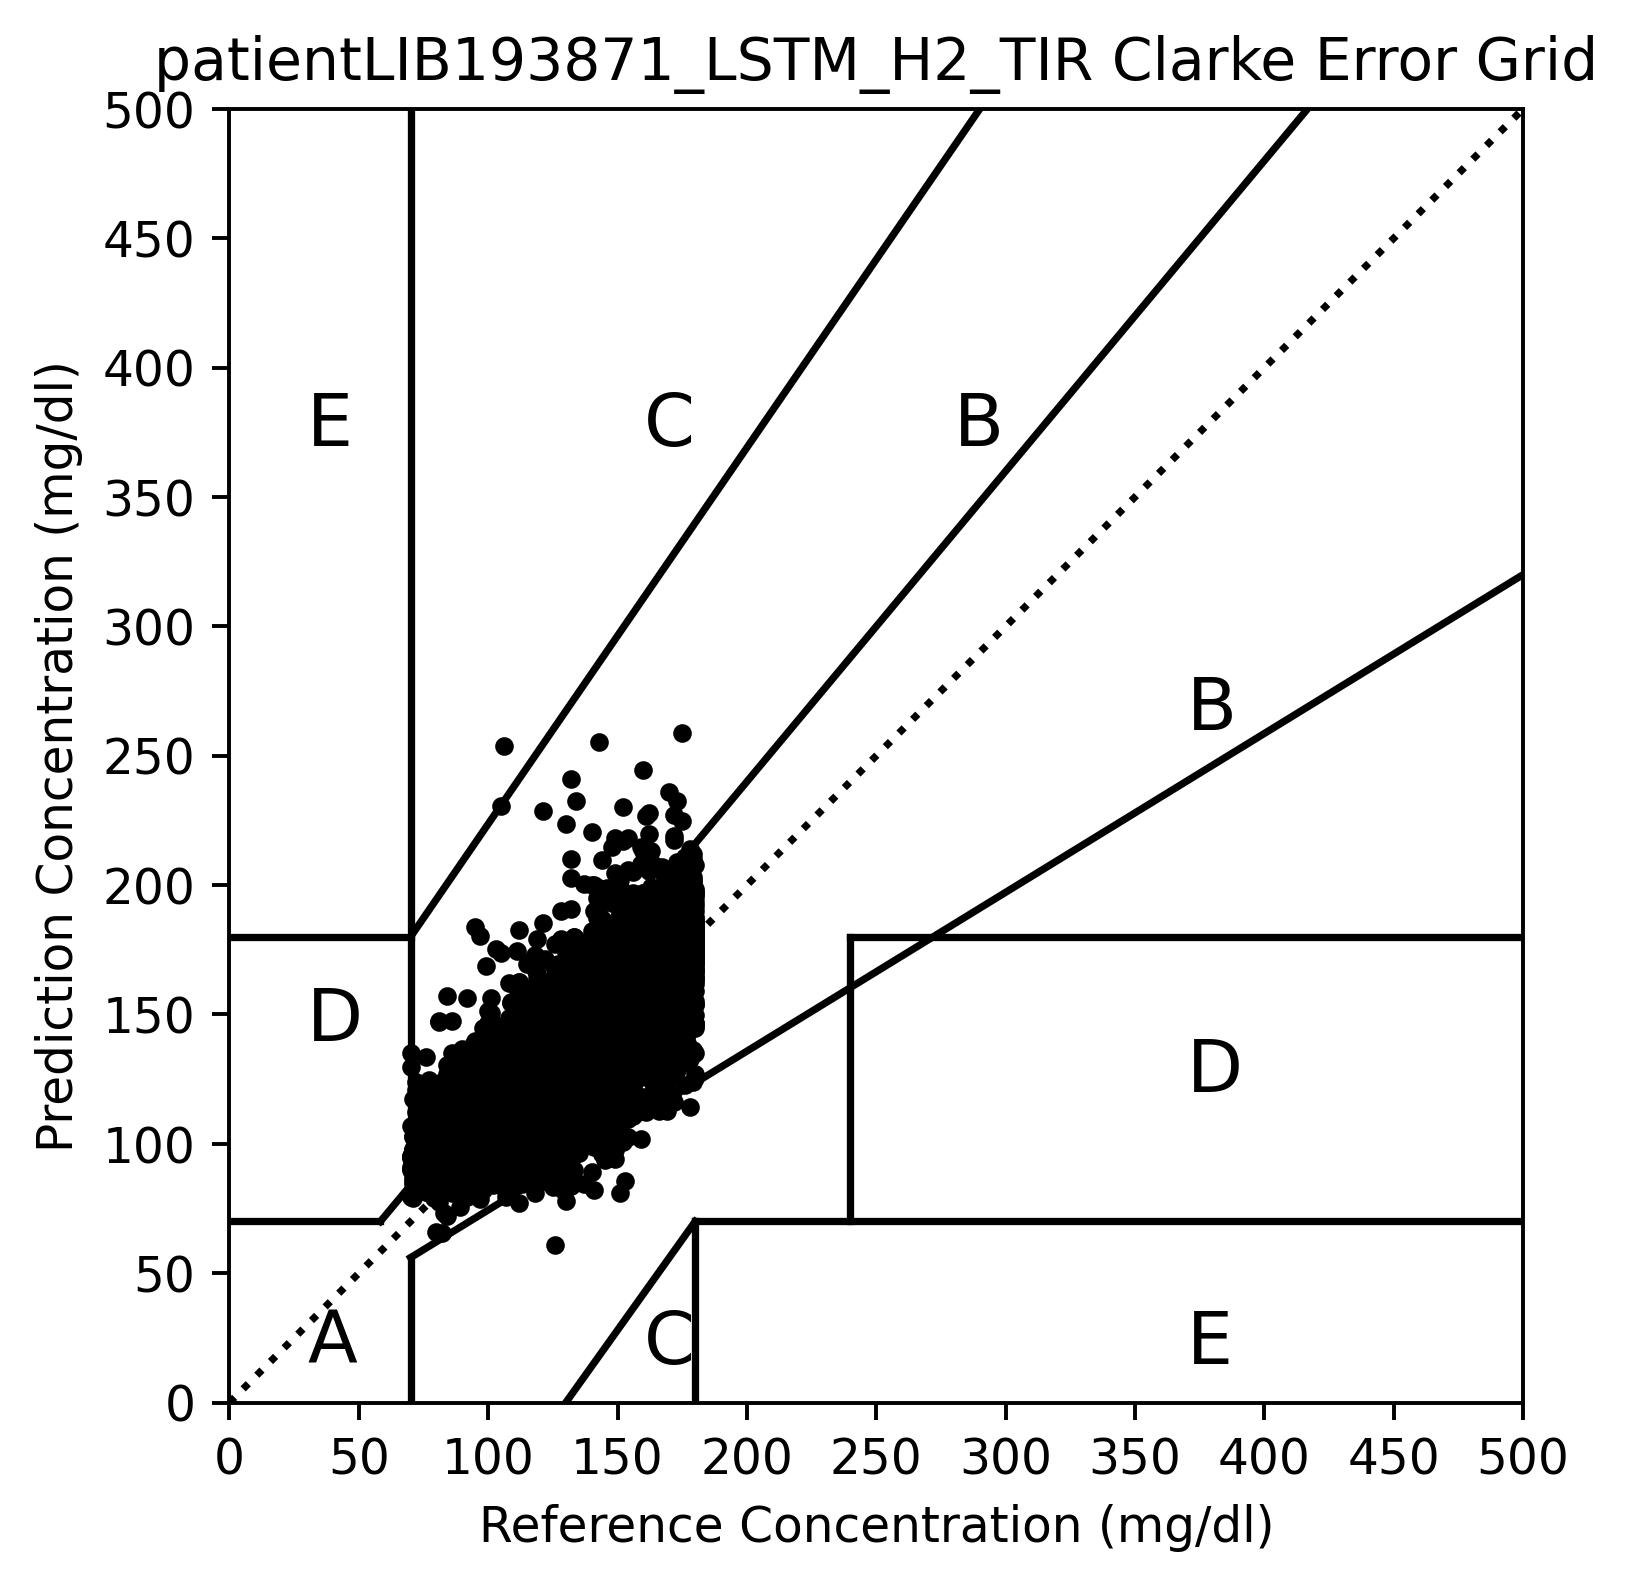 patientLIB193871_LSTM_H2_TIR Clarke Error Grid
Prediction Concentration (mg/dl)
500
450
400
350
300
250
200
150
100
50
0
E
C
B
B
D
D
A
C
E
0 50 100 150 200 250 300 350 400 450 500
Reference Concentration (mg/dl)